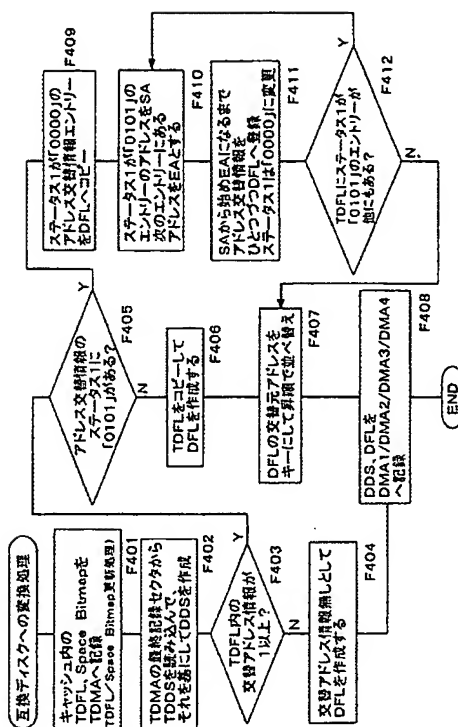 互換ディスクへの変換処理
キャッシュ内の
TDFL, Space Bitmapを
TDMAへ記録
(TDFL/Space Bitmap更新処理)
F401
TDMAの最終記録セクタから
TDDSを読み込んで、
それを基にしてDDSを作成
F402
TDFL内の
交替アドレス情報が
1以上?
F403
Y
N
交替アドレス情報無しとして
DFLを作成する
F404
アドレス交替情報の
ステータス1に
「0101」がある?
F405
Y
N
TDFLをコピーして
DFLを作成する
F406
DFLの交替元アドレスを
キーにして昇順で並べ替え
F407
DDS、DFLを
DMA1/DMA2/DMA3/DMA4
へ記録
F408
END
ステータス1が「0000」の
アドレス交替情報エントリー
をDFLへコピー
F409
ステータス1が「0101」の
エントリーのアドレスをSA
次のエントリーにある
アドレスをEAとする
F410
SAから始めEAになるまで
アドレス交替情報を
ひとつづつDFLへ登録
ステータス1は「0000」に変更
F411
TDFLにステータス1が
「0101」のエントリーが
他にもある?
F412
Y
N